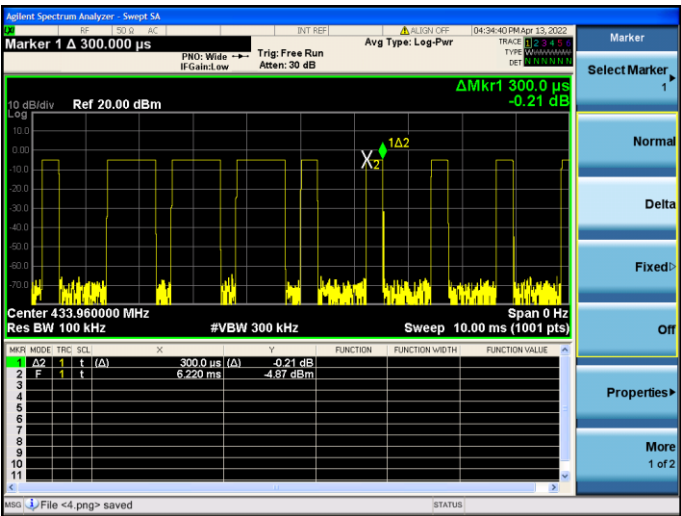 Agilent Spectrum Analyzer - Swept SA
RF 50 Ω AC INT REF ALIGN OFF 04:34:40 PM Apr 13, 2022
Marker 1 Δ 300.000 µs
PNO: Wide
IFGain:Low
Trig: Free Run
Atten: 30 dB
Avg Type: Log-Pwr
TRACE 1 2 3 4 5 6
TYPE
DET N N N N N N
ΔMkr1 300.0 µs
-0.21 dB
10 dB/div Ref 20.00 dBm
Log
10.0
0.00
-10.0
-20.0
-30.0
-40.0
-50.0
-60.0
-70.0
1Δ2
X2
Center 433.960000 MHz Span 0 Hz
Res BW 100 kHz #VBW 300 kHz Sweep 10.00 ms (1001 pts)
MKR MODE TRC SCL X Y FUNCTION FUNCTION WIDTH FUNCTION VALUE
1 Δ2 1 t (Δ) 300.0 µs (Δ) -0.21 dB
2 F 1 t 6.220 ms -4.87 dBm
3
4
5
6
7
8
9
10
11
MSG File <4.png> saved STATUS
Marker
Select Marker
1
Normal
Delta
Fixed
Off
Properties
More
1 of 2